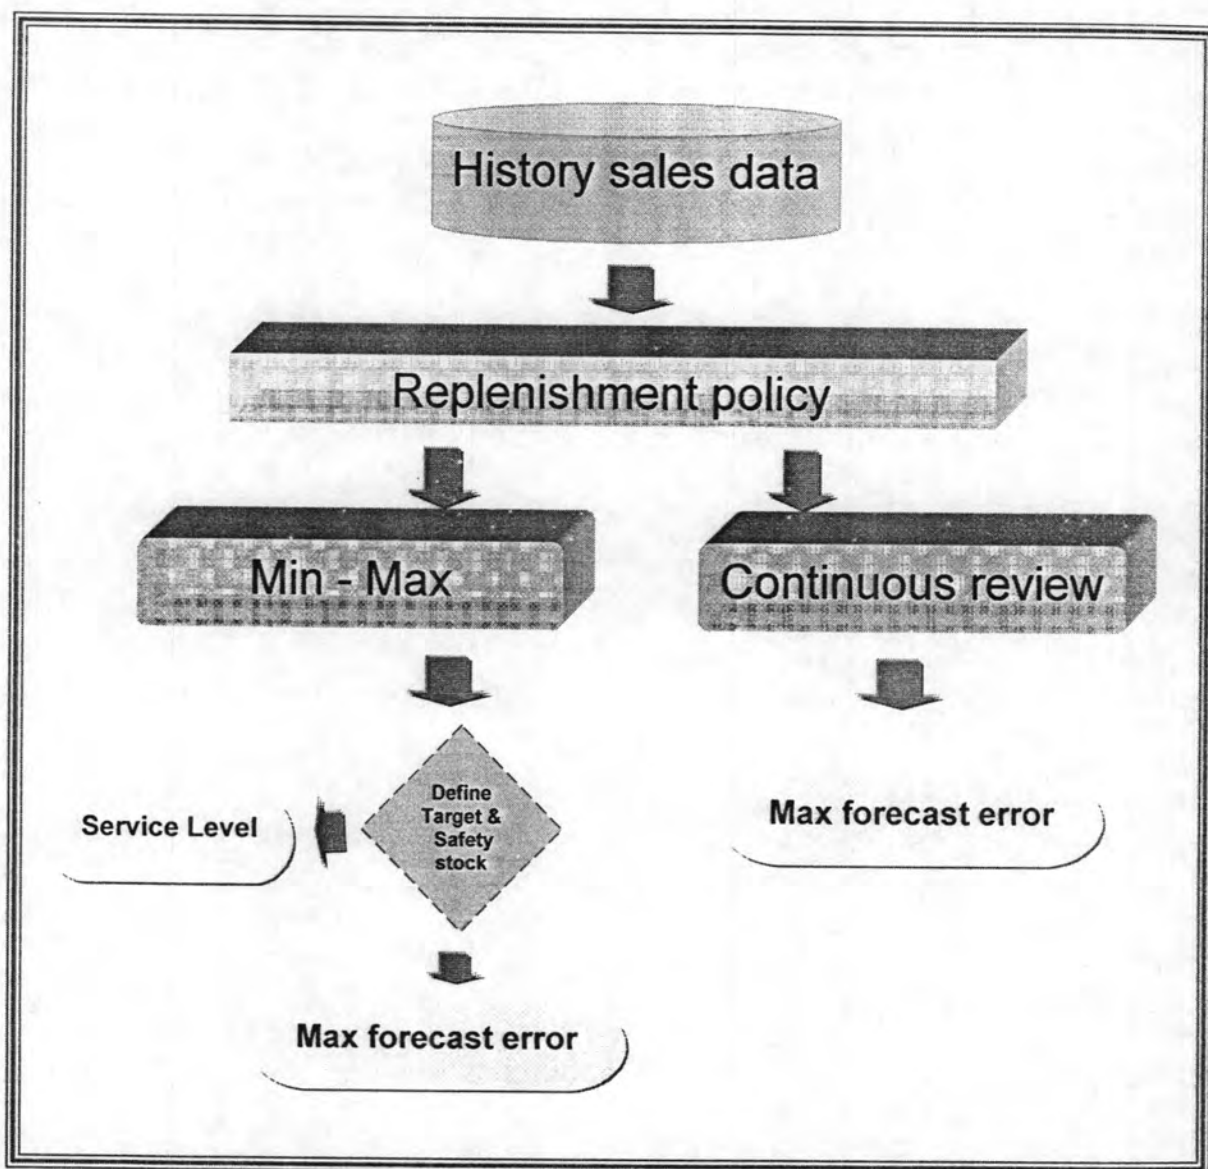 History sales data
Replenishment policy
Min - Max
Continuous review
Define
Target &
Safety
stock
Service Level
Max forecast error
Max forecast error